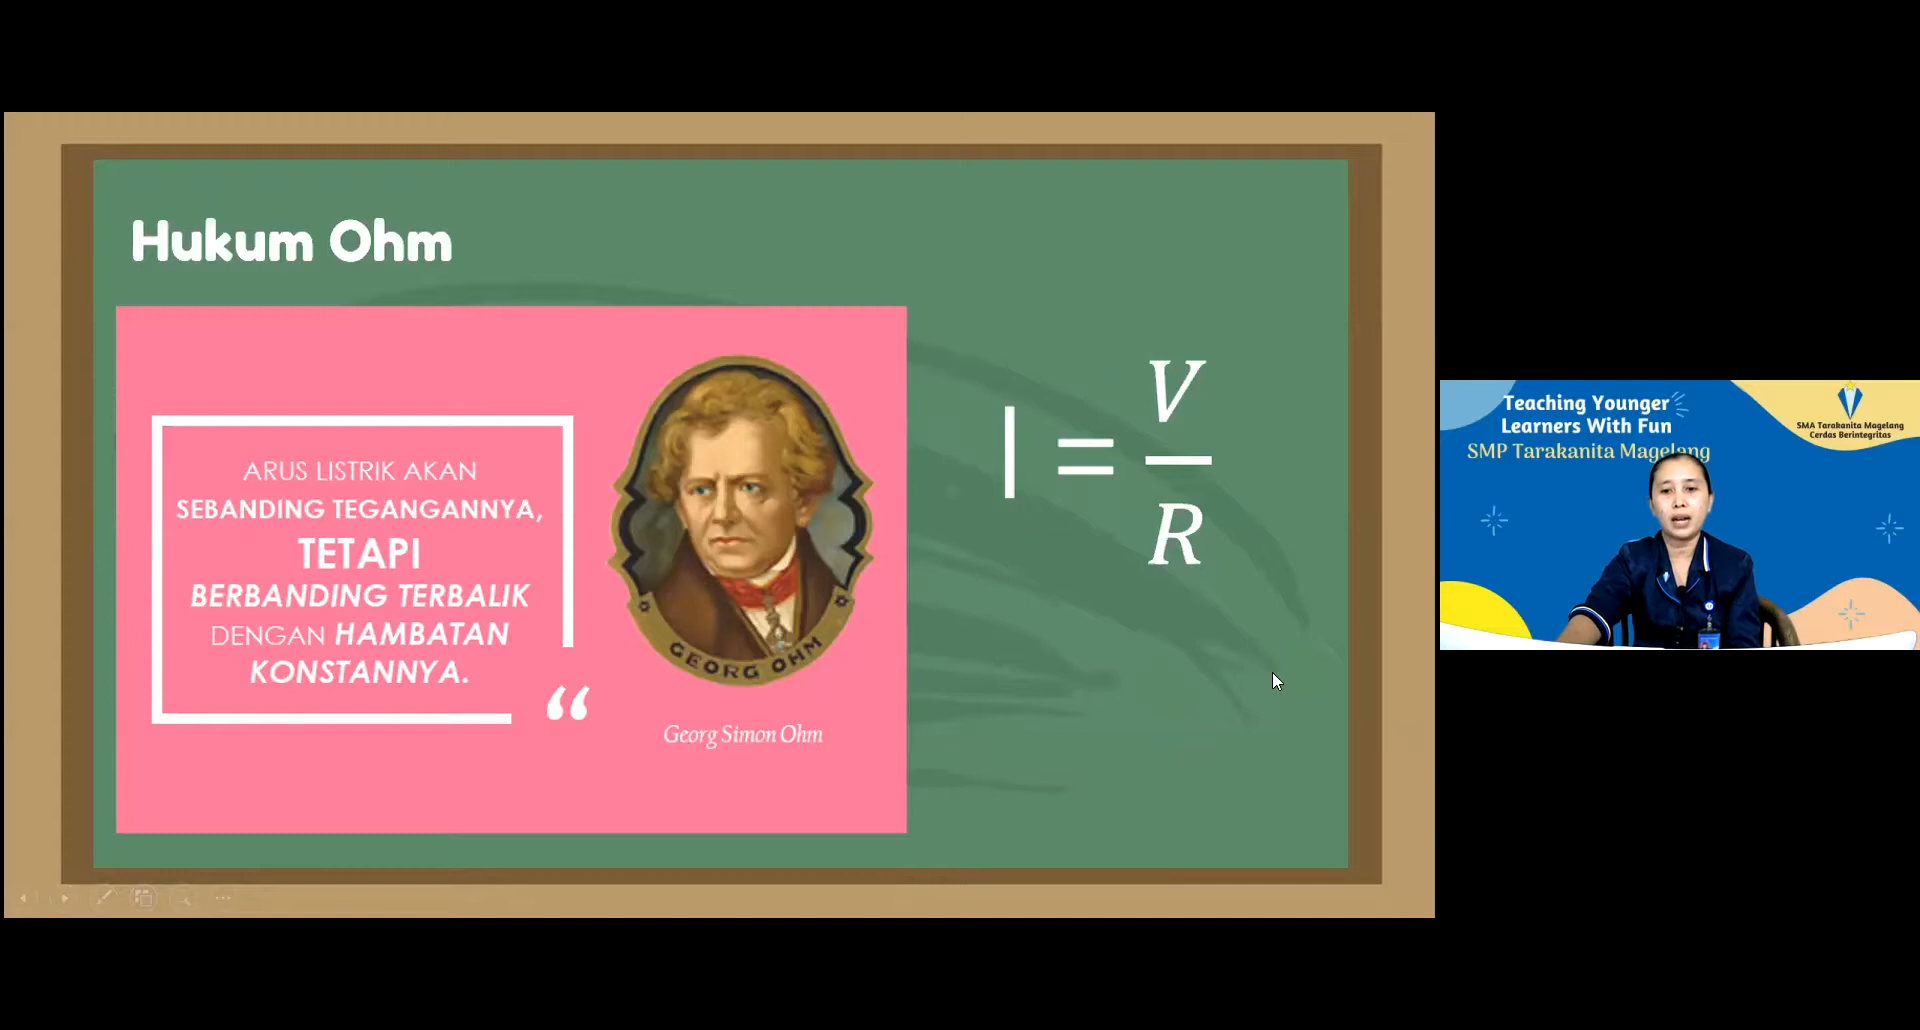 Hukum Ohm
ARUS LISTRIK AKAN
SEBANDING TEGANGANNYA,
TETAPI
BERBANDING TERBALIK
DENGAN HAMBATAN
KONSTANNYA.
“
GEORG OHM
Georg Simon Ohm
I = V
R
Teaching Younger
Learners With Fun
SMP Tarakanita Magelang
SMA Tarakanita Magelang
Cerdas Berintegritas